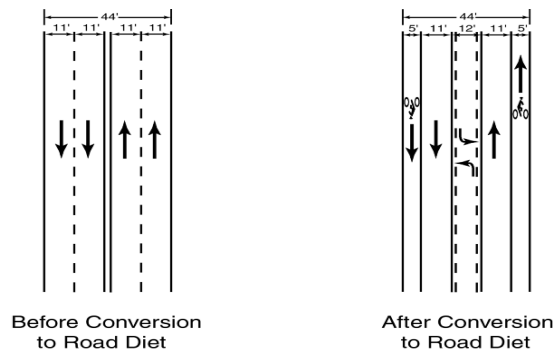 44'
11' 11' 11' 11'
Before Conversion
to Road Diet
44'
5' 11' 12' 11' 5'
After Conversion
to Road Diet